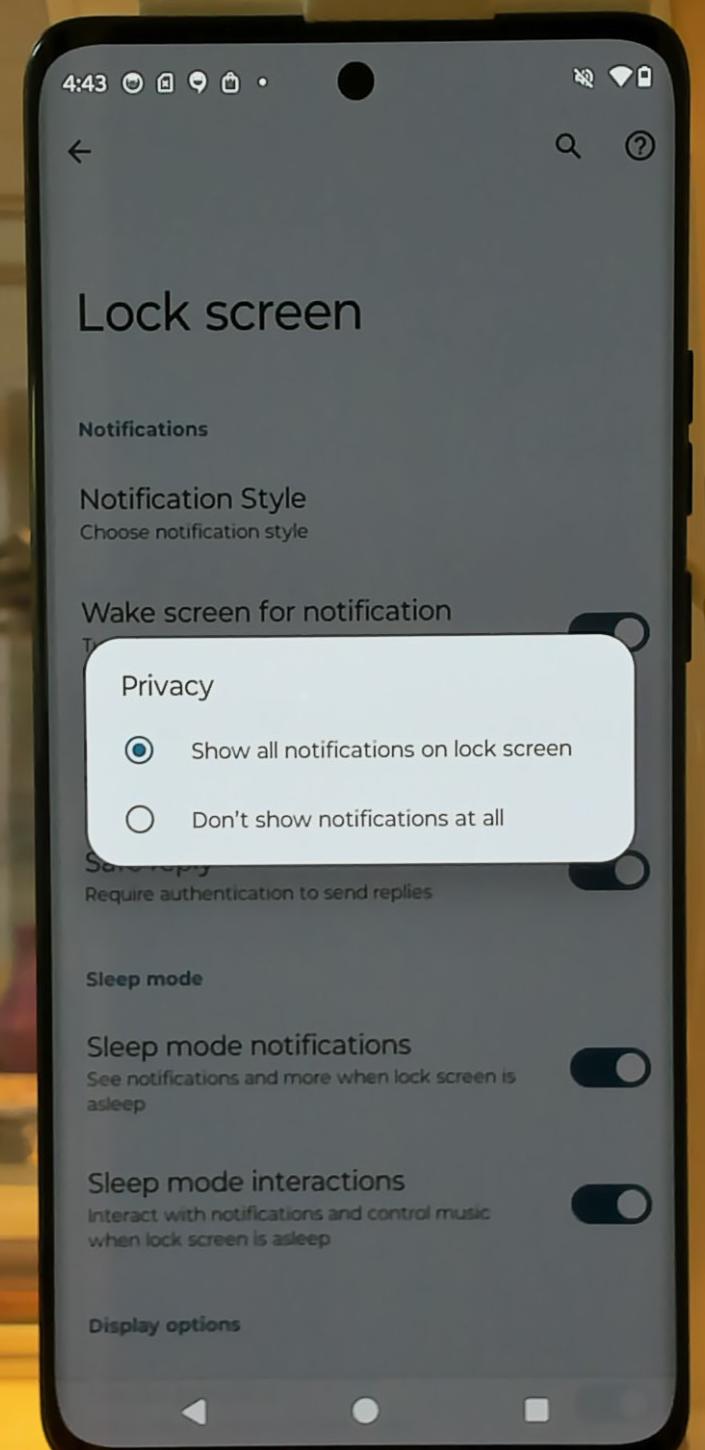 4:43
Lock screen
Notifications
Notification Style
Choose notification style
Wake screen for notification
Privacy
Show all notifications on lock screen
Don't show notifications at all
Require authentication to send replies
Sleep mode
Sleep mode notifications
See notifications and more when lock screen is
asleep
Sleep mode interactions
Interact with notifications and control music
when lock screen is asleep
Display options